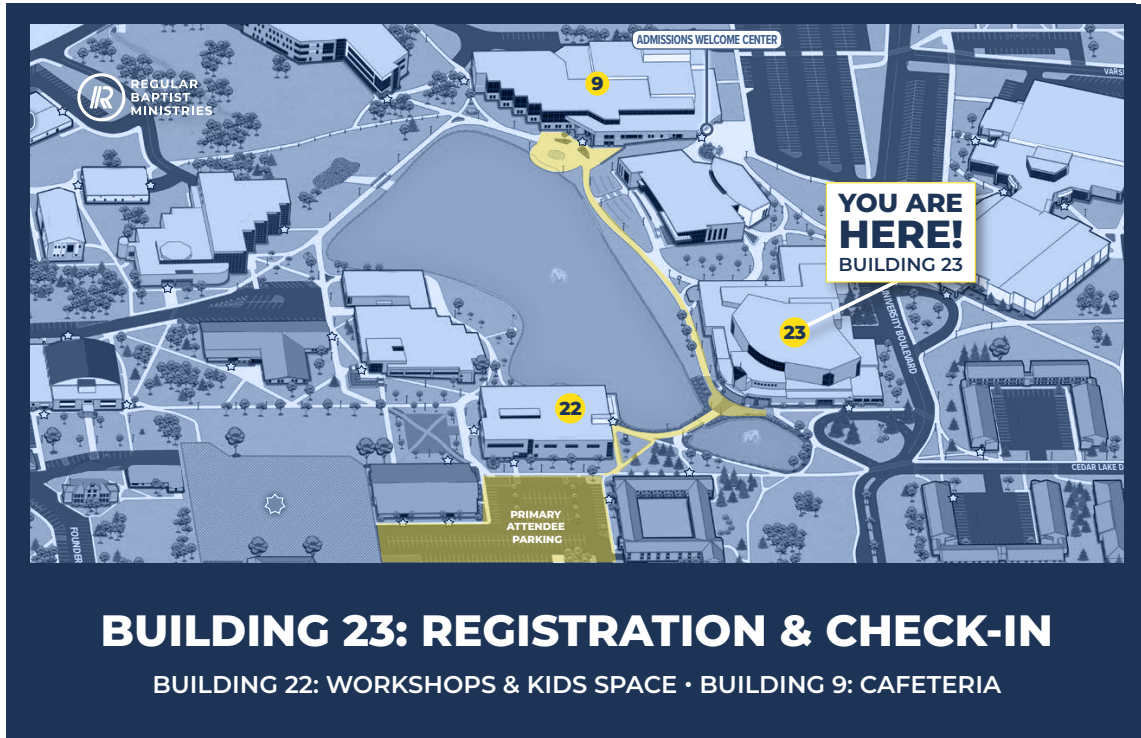 ADMISSIONS WELCOME CENTER
9
REGULAR
BAPTIST
MINISTRIES
YOU ARE
HERE!
BUILDING 23
23
UNIVERSITY BOULEVARD
22
CEDAR LAKE D
PRIMARY
ATTENDEE
PARKING
FOUNDER
BUILDING 23: REGISTRATION & CHECK-IN
BUILDING 22: WORKSHOPS & KIDS SPACE • BUILDING 9: CAFETERIA